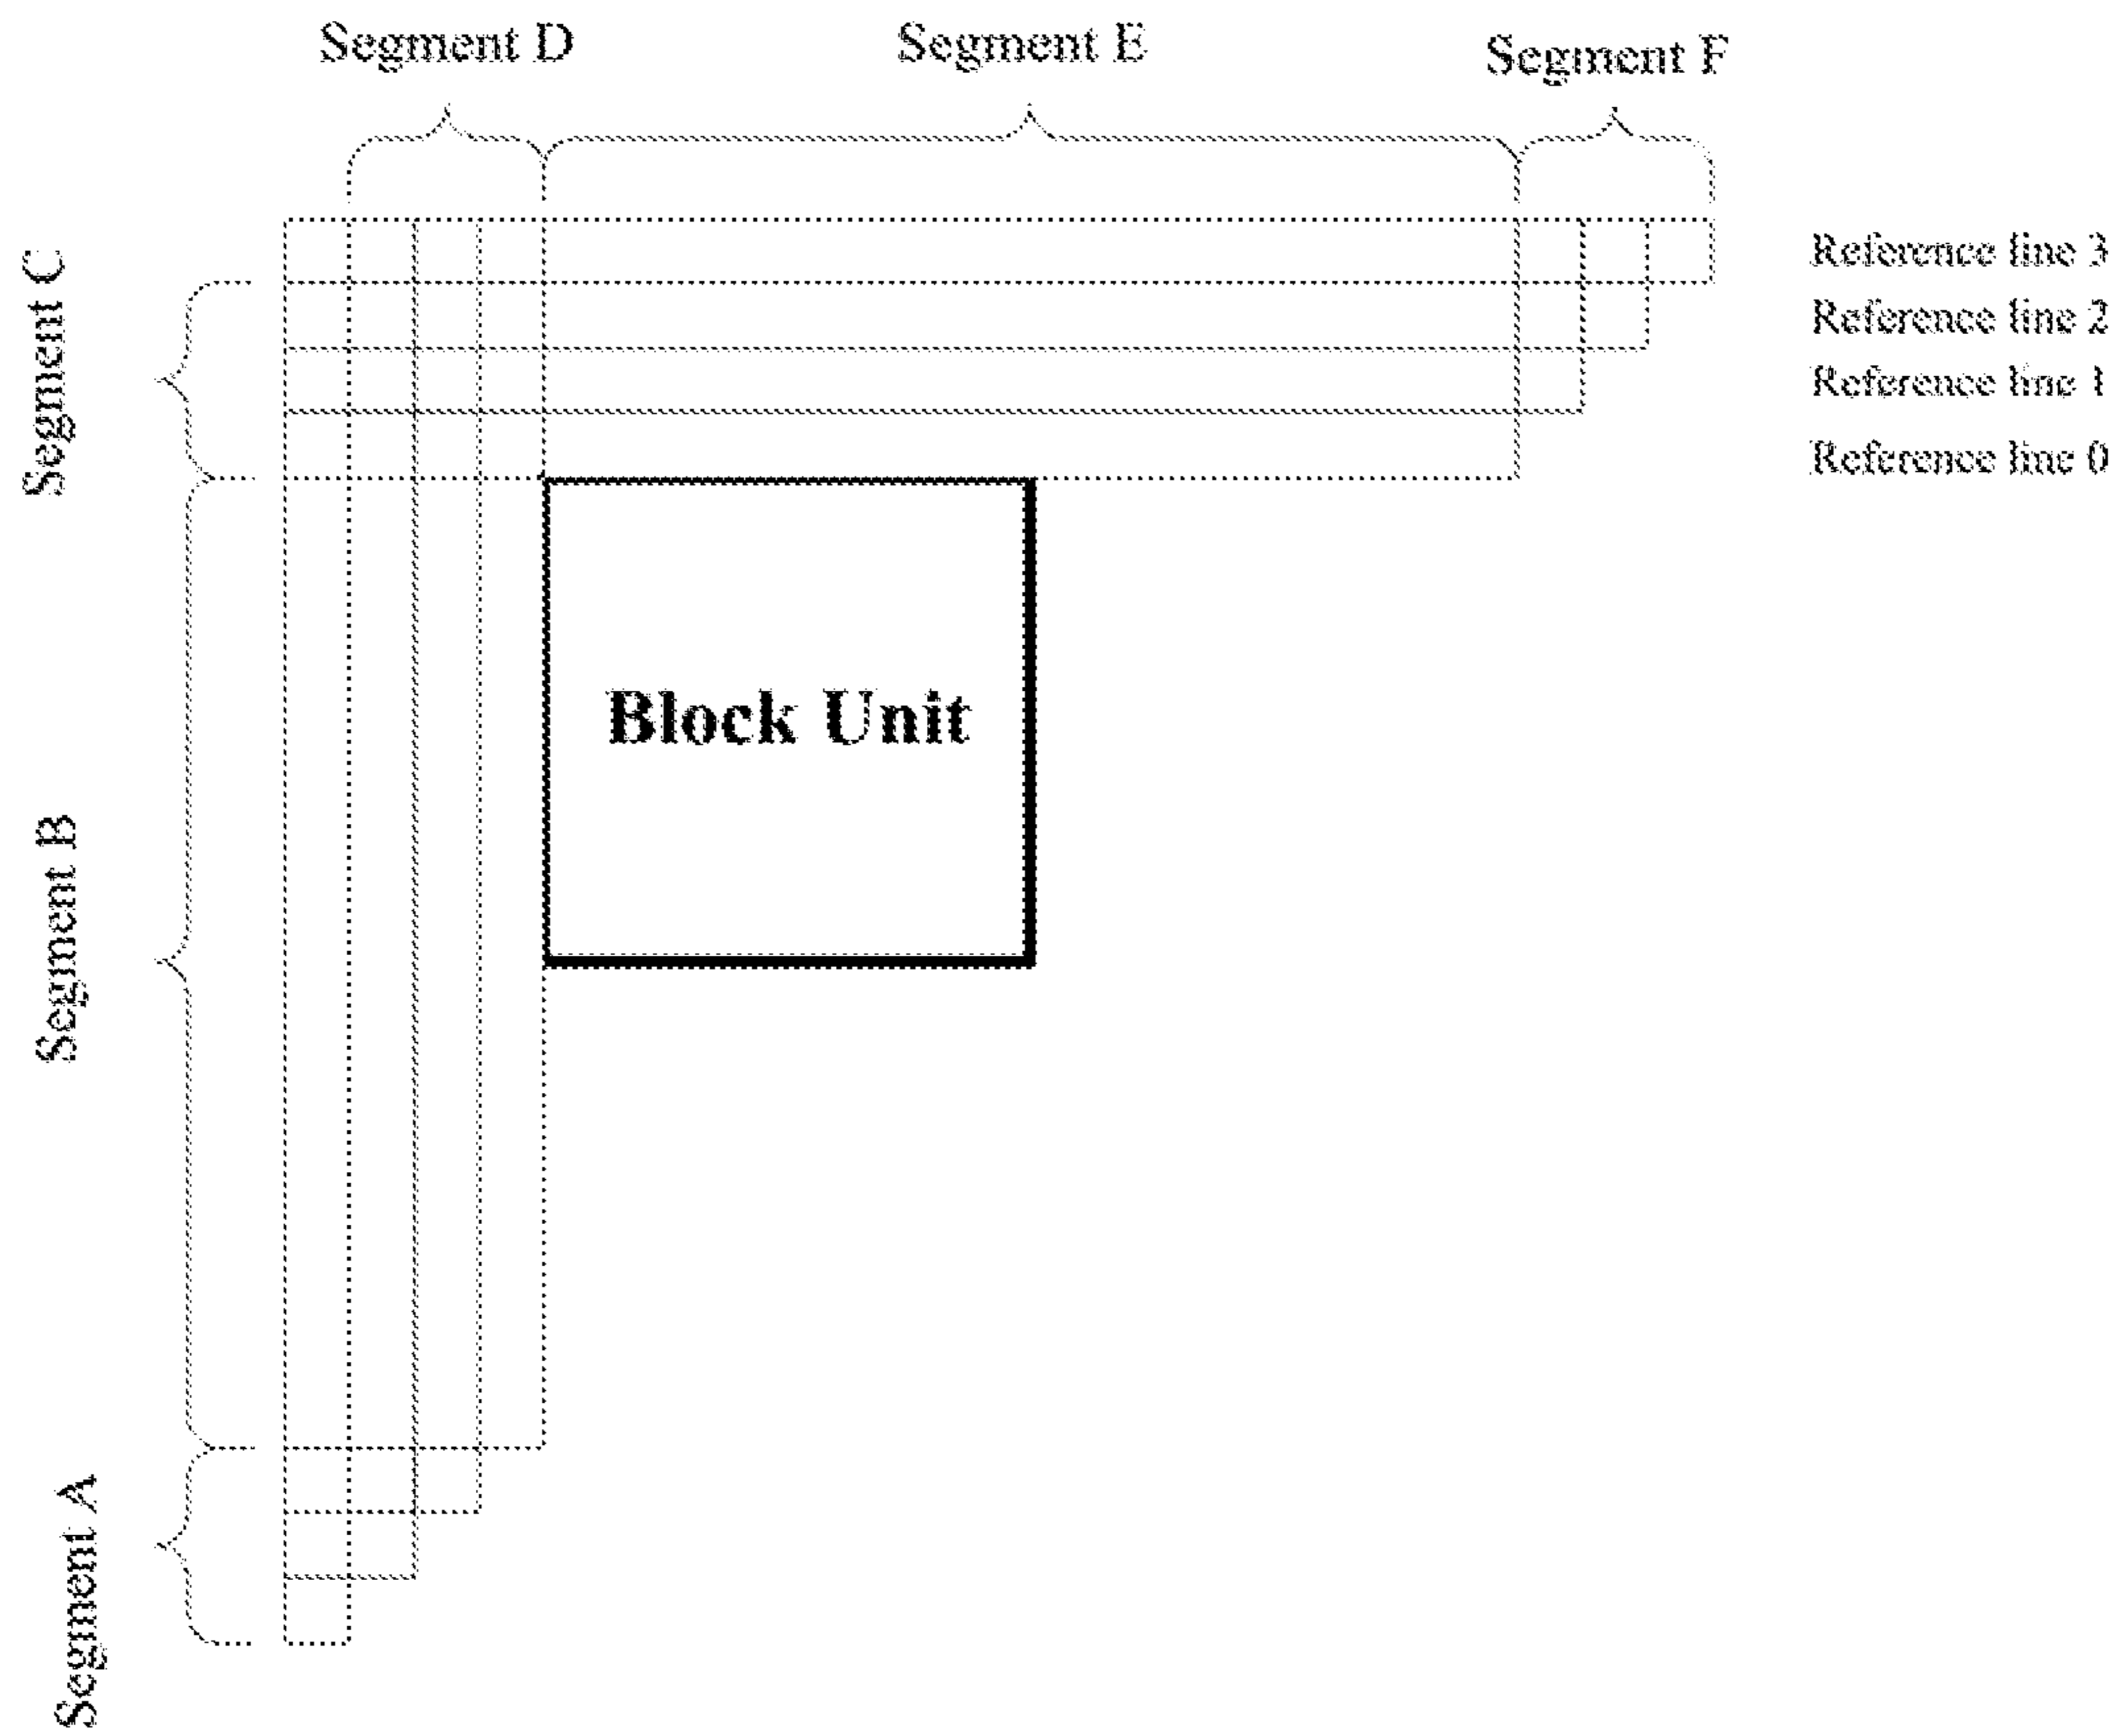 Segment D
Segment E
Segment F
Segment C
Reference line 3
Reference line 2
Reference line 1
Reference line 0
Block Unit
Segment B
Segment A